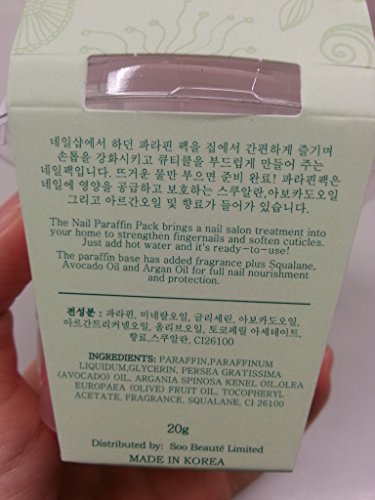 네일샵에서 하던 파라핀 팩을 집에서 간편하게 즐기며
손톱을 강화시키고 큐티클을 부드럽게 만들어 주는
네일팩입니다. 뜨거운 물만 부으면 준비 완료! 파라핀팩은
네일에 영양을 공급하고 보호하는 스쿠알란,아보카도오일
그리고 아르간오일 및 향료가 들어가 있습니다.
The Nail Paraffin Pack brings a nail salon treatment into
your home to strengthen fingernails and soften cuticles.
Just add hot water and it's ready-to-use!
The paraffin base has added fragrance plus Squalane,
Avocado Oil and Argan Oil for full nail nourishment
and protection.
전성분 : 파라핀, 미네랄오일, 글리세린, 아보카도오일,
아르간트리커넬오일, 올리브오일, 토코페릴 아세테이트,
향료,스쿠알란, CI26100
INGREDIENTS: PARAFFIN,PARAFFINUM
LIQUIDUM,GLYCERIN, PERSEA GRATISSIMA
(AVOCADO) OIL, ARGANIA SPINOSA KENEL OIL,OLEA
EUROPAEA (OLIVE) FRUIT OIL, TOCOPHERYL
ACETATE, FRAGRANCE, SQUALANE, CI 26100
20g
Distributed by: Soo Beauté Limited
MADE IN KOREA